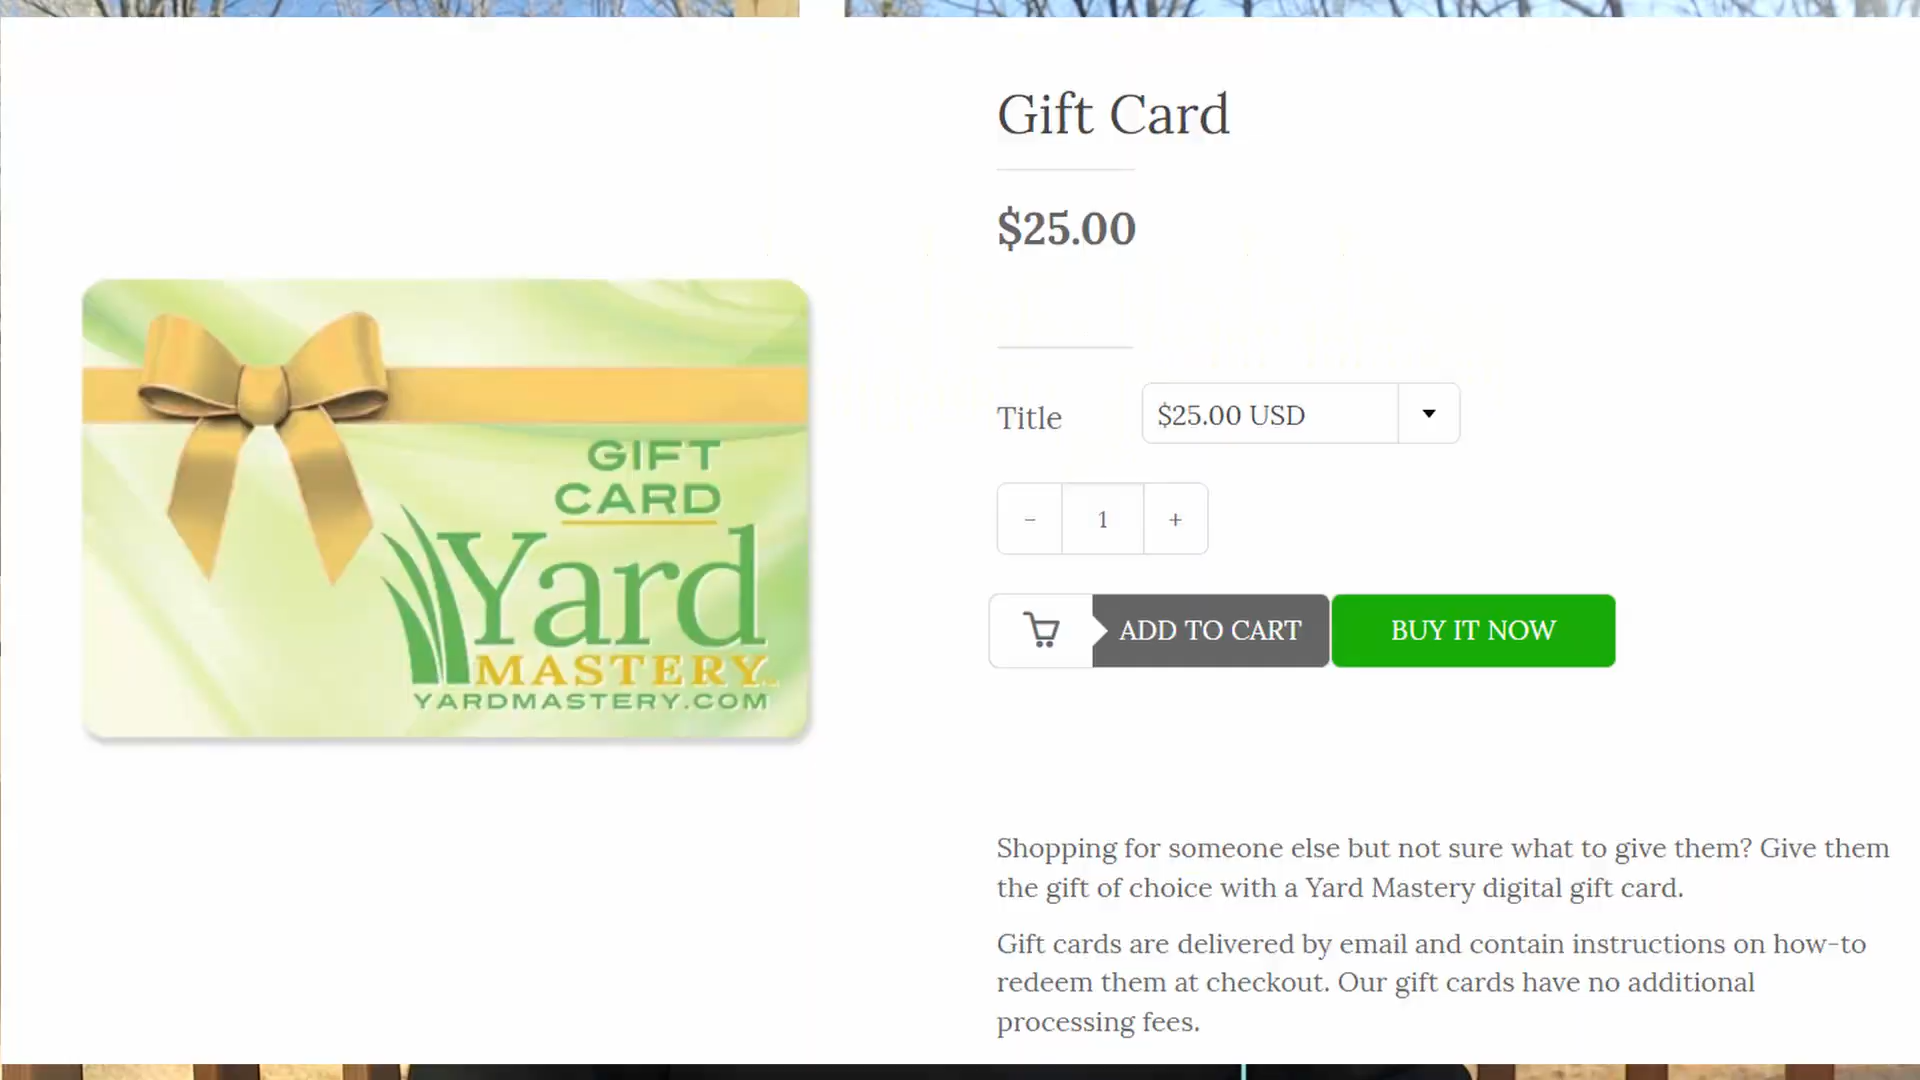 Gift Card
$25.00
GIFT
CARD
Yard
MASTERY
YARDMASTERY.COM
Title
$25.00 USD
- 1 +
ADD TO CART
BUY IT NOW
Shopping for someone else but not sure what to give them? Give them
the gift of choice with a Yard Mastery digital gift card.
Gift cards are delivered by email and contain instructions on how-to
redeem them at checkout. Our gift cards have no additional
processing fees.